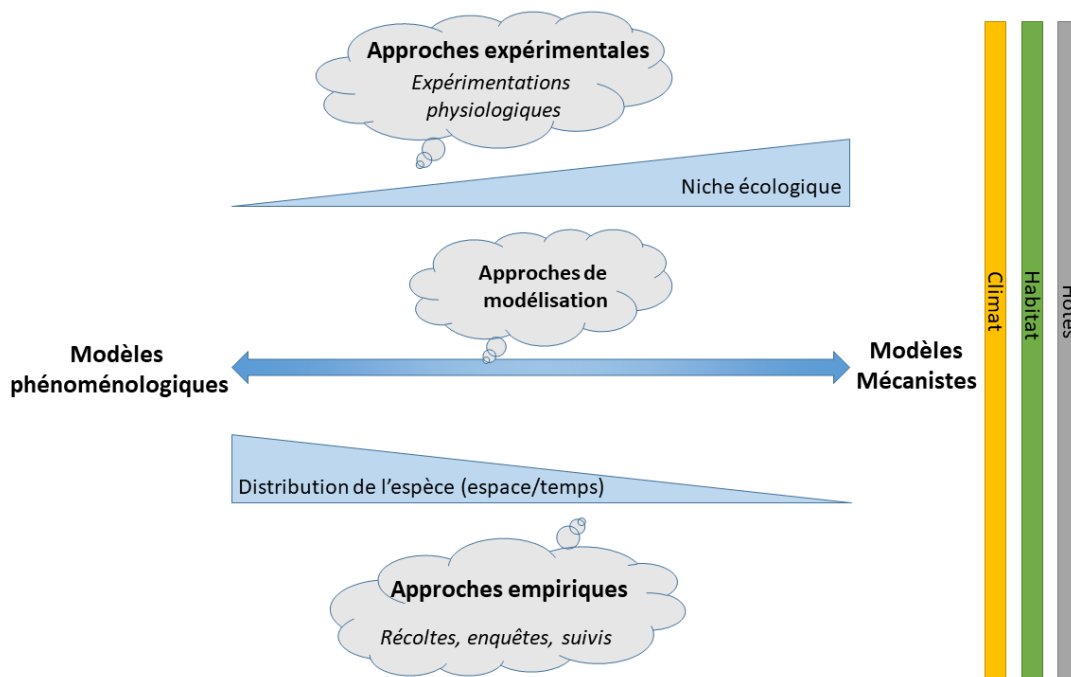 Approches expérimentales
Expérimentations
physiologiques
Niche écologique
Approches de
modélisation
Modèles
phénoménologiques
Modèles
Mécanistes
Distribution de l'espèce (espace/temps)
Approches empiriques
Récoltes, enquêtes, suivis
Climat
Habitat
Hôtes